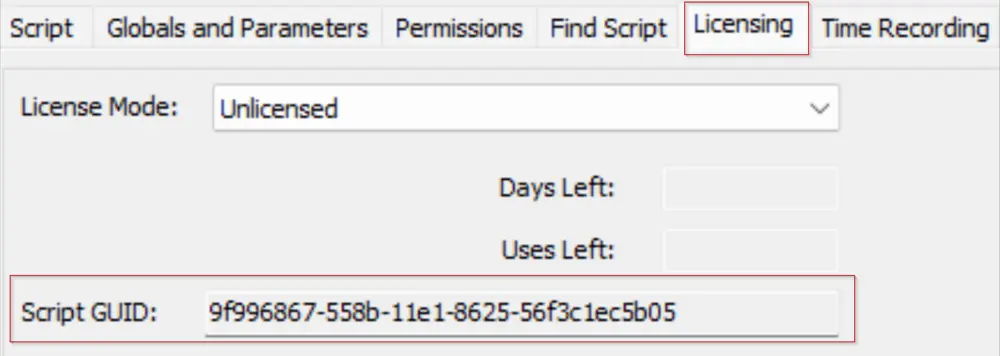 Script Globals and Parameters Permissions Find Script Licensing Time Recording
License Mode: Unlicensed
Days Left:
Uses Left:
Script GUID: 9f996867-558b-11e1-8625-56f3c1ec5b05